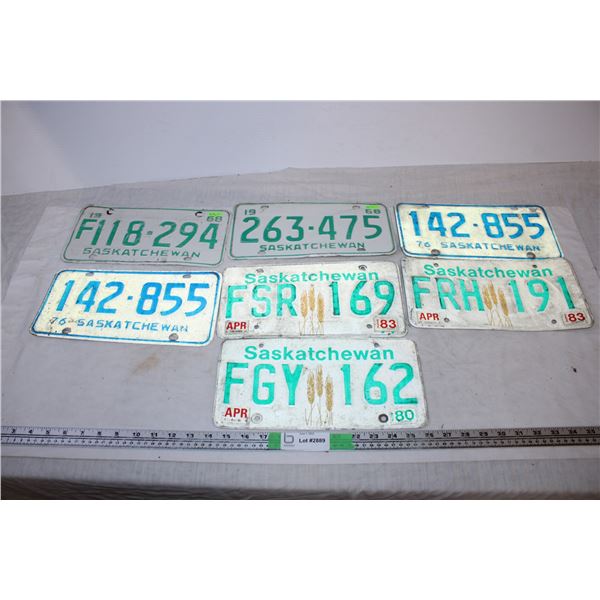 19 68
F118-294
SASKATCHEWAN
19 68
263-475
SASKATCHEWAN
142-855
76 SASKATCHEWAN
142-855
76 SASKATCHEWAN
Saskatchewan
FSR 169
APR 83
Saskatchewan
FRH 191
APR 83
Saskatchewan
FGY 162
APR 80
Lot #2889